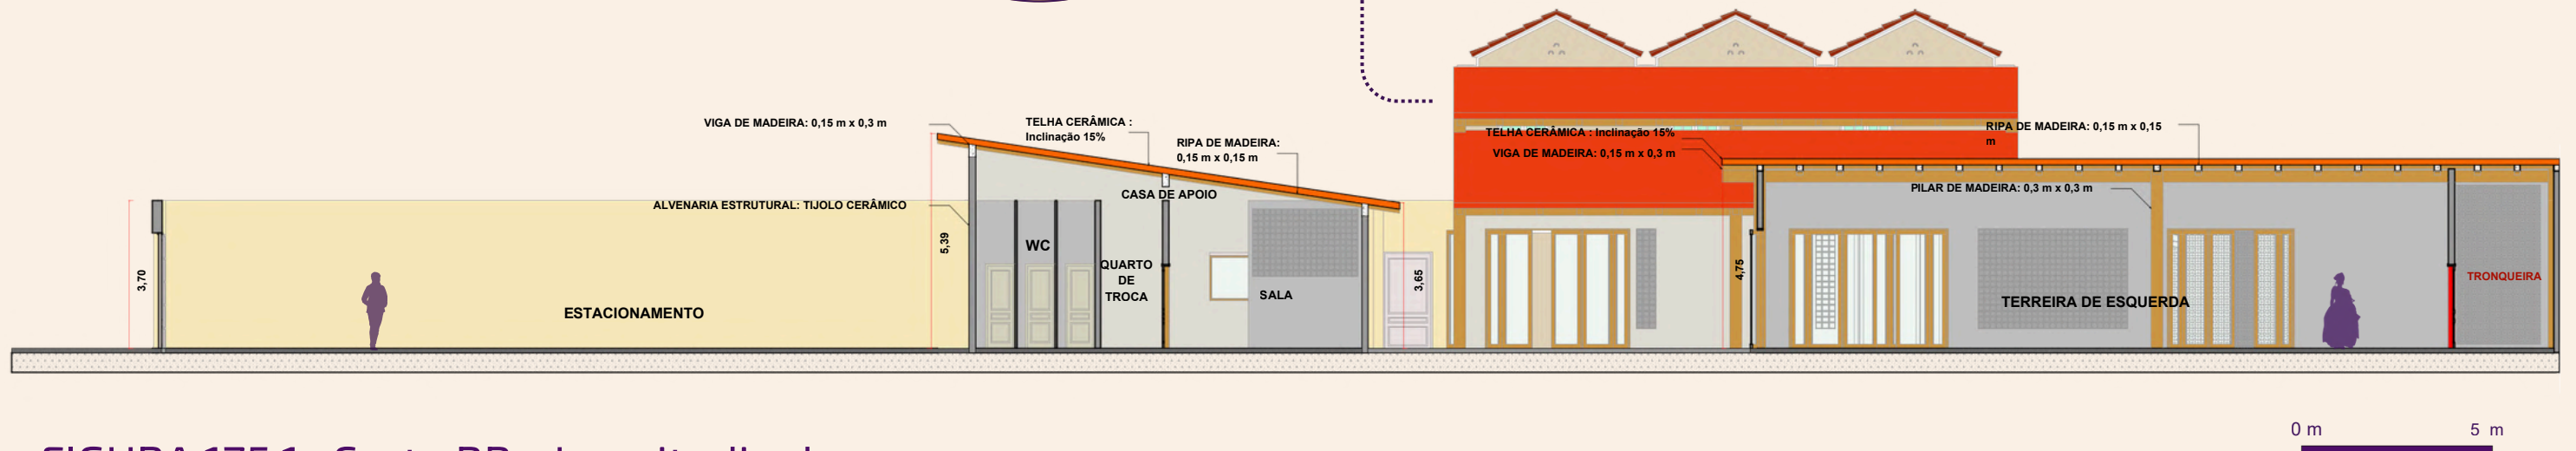 VIGA DE MADEIRA: 0,15 m x 0,3 m
TELHA CERÂMICA :
Inclinação 15%
RIPA DE MADEIRA:
0,15 m x 0,15 m
TELHA CERÂMICA : Inclinação 15%
VIGA DE MADEIRA: 0,15 m x 0,3 m
RIPA DE MADEIRA: 0,15 m x 0,15
m
ALVENARIA ESTRUTURAL: TIJOLO CERÂMICO
CASA DE APOIO
PILAR DE MADEIRA: 0,3 m x 0,3 m
3,70
ESTACIONAMENTO
5,39
WC
QUARTO
DE
TROCA
SALA
3,65
4,75
TERREIRA DE ESQUERDA
TRONQUEIRA
0 m
5 m